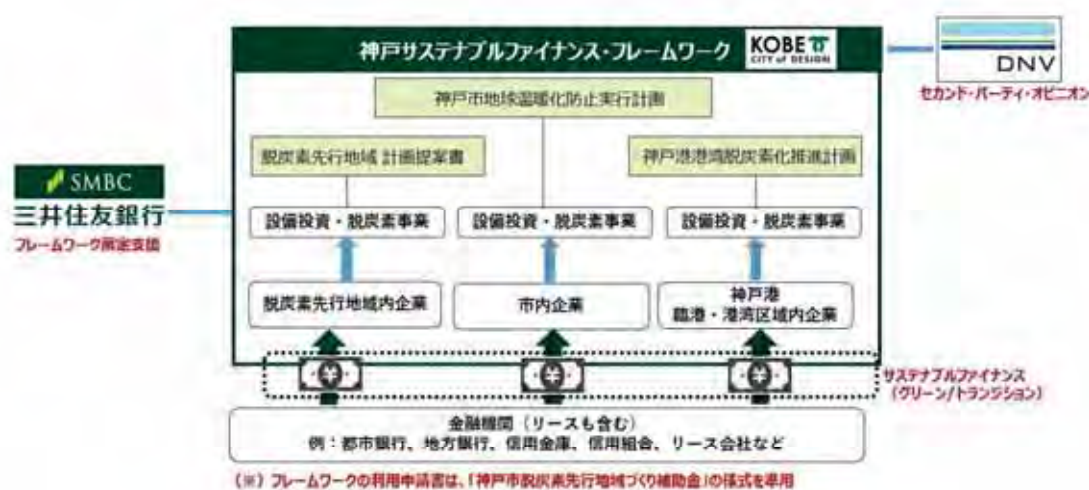 神戸サステナブルファイナンス・フレームワーク
KOBE
CITY of DESIGN
DNV
セカンド・パーティ・オピニオン
神戸市地球温暖化防止実行計画
脱炭素先行地域 計画提案書
神戸港港湾脱炭素化推進計画
SMBC
三井住友銀行
フレームワーク策定支援
設備投資・脱炭素事業
設備投資・脱炭素事業
設備投資・脱炭素事業
脱炭素先行地域内企業
市内企業
神戸港
臨港・港湾区域内企業
¥
¥
¥
サステナブルファイナンス
(グリーン/トランジション)
金融機関(リースも含む)
例:都市銀行、地方銀行、信用金庫、信用組合、リース会社など
(※)フレームワークの利用申請書は、「神戸市脱炭素先行地域づくり補助金」の様式を準用